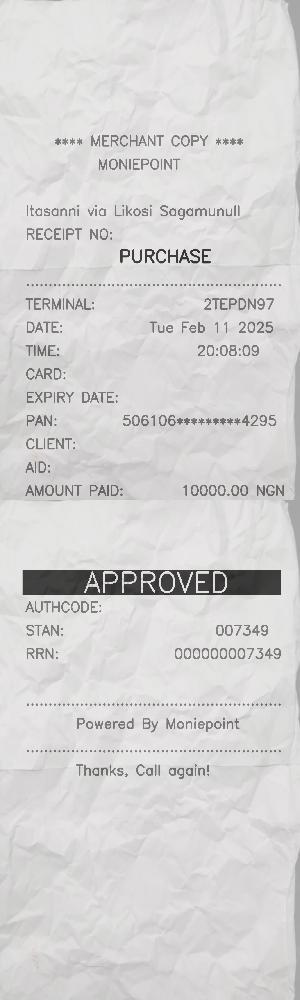 **** MERCHANT COPY ****
MONIEPOINT
Itasanni via Likosi Sagamunull
RECEIPT NO:
PURCHASE
TERMINAL: 2TEPDN97
DATE: Tue Feb 11 2025
TIME: 20:08:09
CARD:
EXPIRY DATE:
PAN: 506106*********4295
CLIENT:
AID:
AMOUNT PAID: 10000.00 NGN
APPROVED
AUTHCODE:
STAN: 007349
RRN: 000000007349
Powered By Moniepoint
Thanks, Call again!